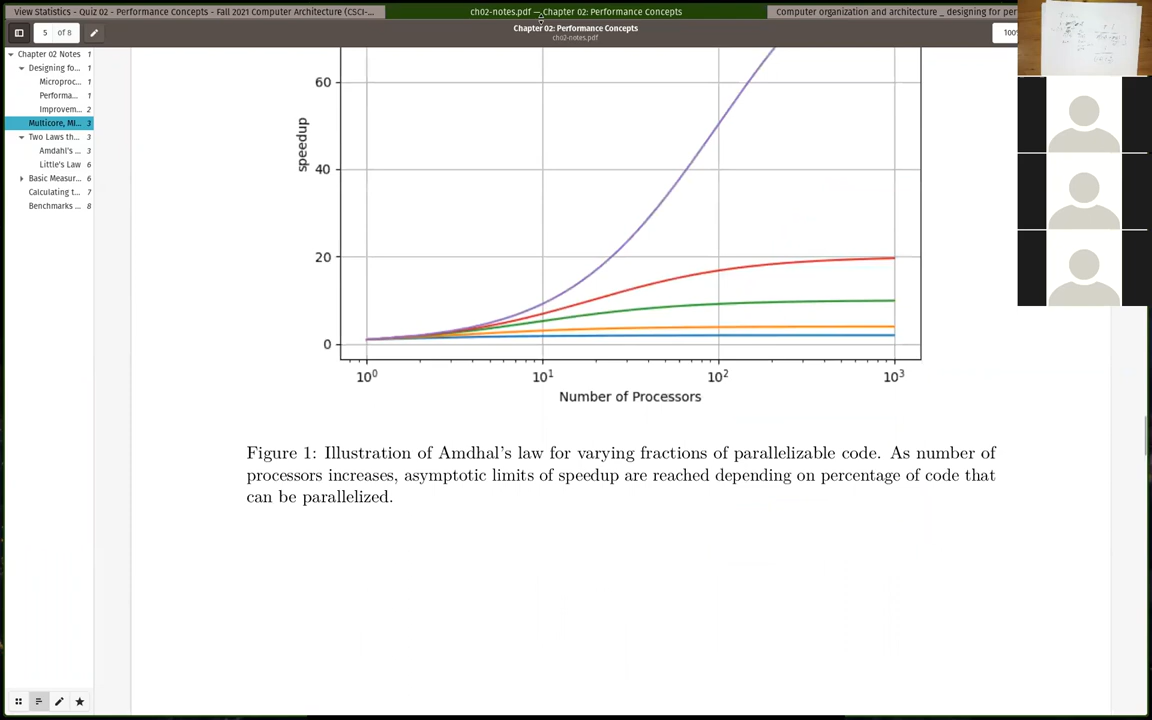 View Statistics - Quiz 02 - Performance Concepts - Fall 2021 Computer Architecture (CSCI-...
ch02-notes.pdf — Chapter 02: Performance Concepts
Computer organization and architecture _ designing for per
5 of 8
Chapter 02: Performance Concepts
ch02-notes.pdf
100%
Chapter 02 Notes 1
Designing fo... 1
Microproc... 1
Performa... 1
Improvem... 2
Multicore, MI... 3
Two Laws th... 3
Amdahl's ... 3
Little's Law 6
Basic Measur... 6
Calculating t... 7
Benchmarks ... 8
60
40
20
0
speedup
10⁰ 10¹ 10² 10³
Number of Processors
Figure 1: Illustration of Amdhal's law for varying fractions of parallelizable code. As number of
processors increases, asymptotic limits of speedup are reached depending on percentage of code that
can be parallelized.